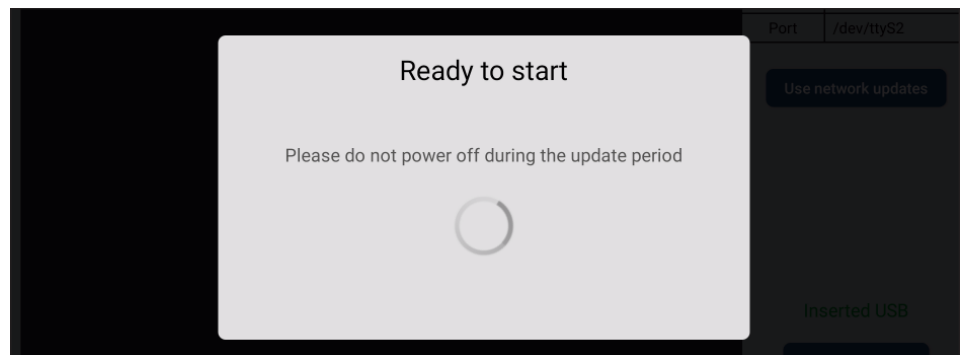 Port /dev/ttyS2
Ready to start
Use network updates
Please do not power off during the update period
Inserted USB